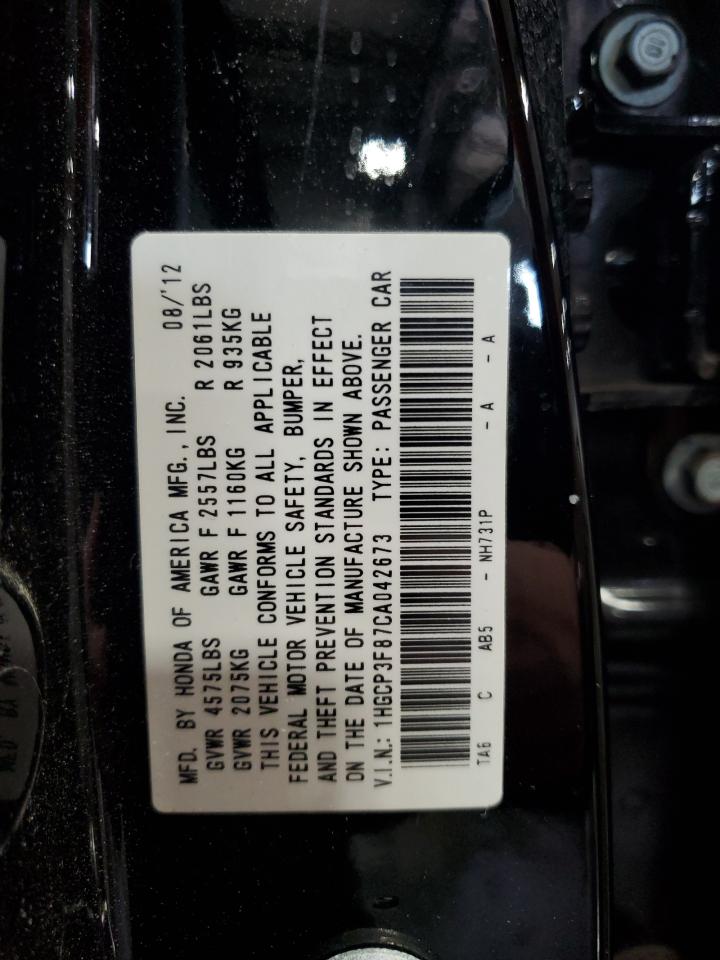 MFD. BY HONDA OF AMERICA MFG., INC. 08/'12
GVWR 4575LBS GAWR F 2557LBS R 2061LBS
GVWR 2075KG GAWR F 1160KG R 935KG
THIS VEHICLE CONFORMS TO ALL APPLICABLE
FEDERAL MOTOR VEHICLE SAFETY, BUMPER,
AND THEFT PREVENTION STANDARDS IN EFFECT
ON THE DATE OF MANUFACTURE SHOWN ABOVE.
V.I.N.: 1HGCP3F87CA042673 TYPE: PASSENGER CAR
TA6 C AB5 - NH731P - A - A